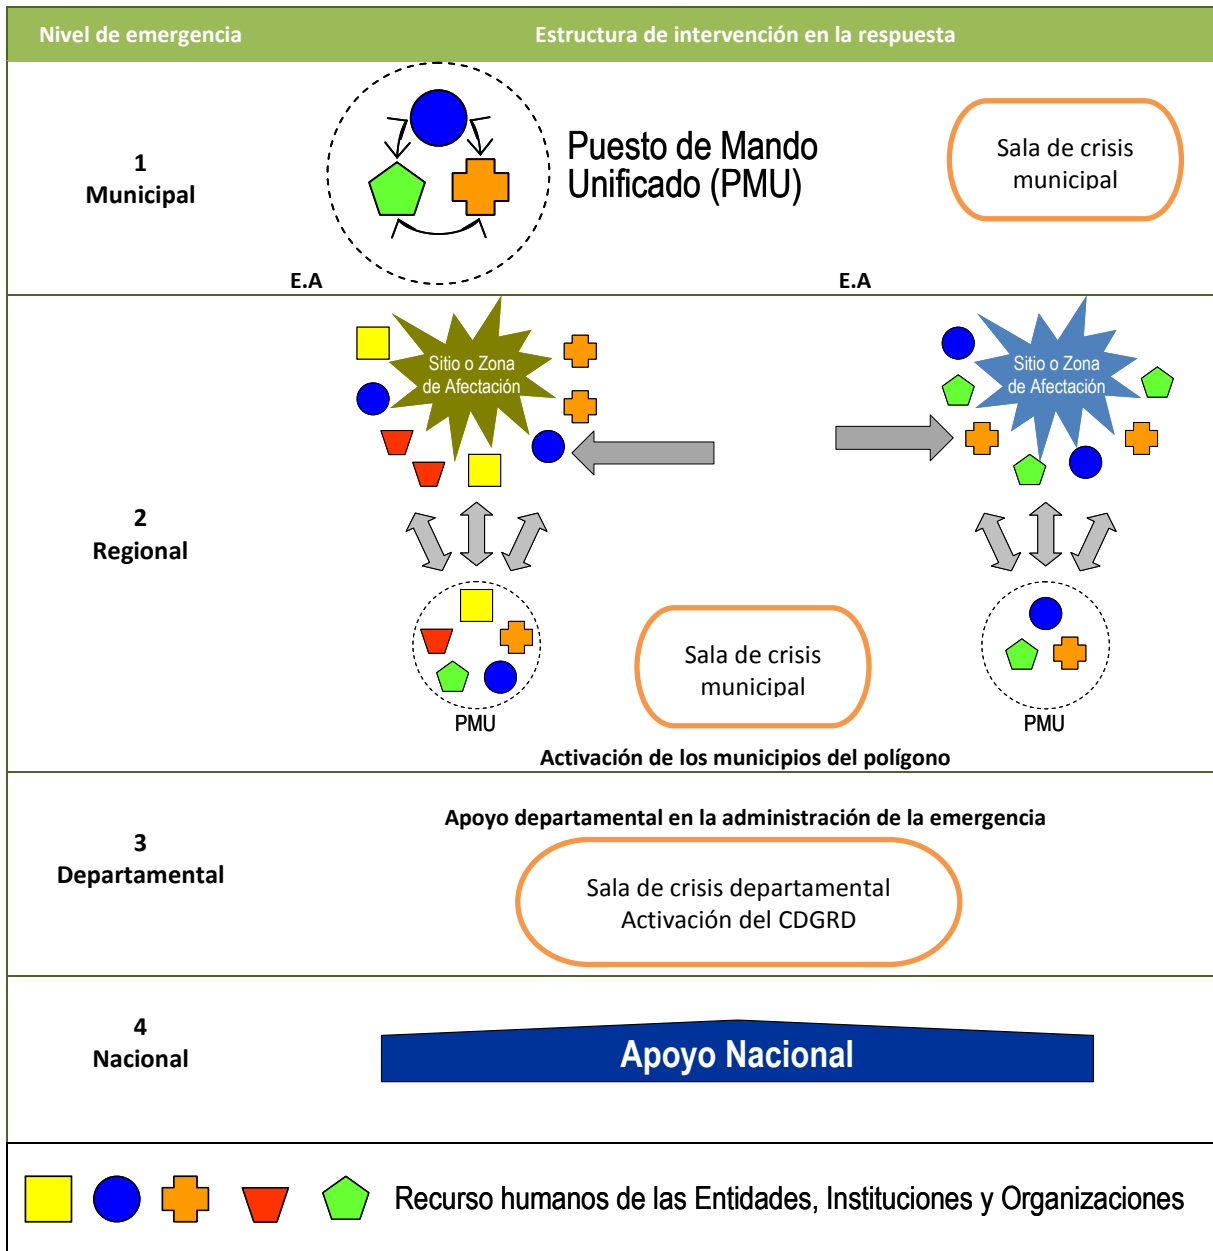 Nivel de emergencia
Estructura de intervención en la respuesta
1
Municipal
Puesto de Mando
Unificado (PMU)
Sala de crisis
municipal
E.A
E.A
2
Regional
Sitio o Zona
de Afectación
Sitio o Zona
de Afectación
PMU
Sala de crisis
municipal
PMU
Activación de los municipios del polígono
3
Departamental
Apoyo departamental en la administración de la emergencia
Sala de crisis departamental
Activación del CDGRD
4
Nacional
Apoyo Nacional
Recurso humanos de las Entidades, Instituciones y Organizaciones